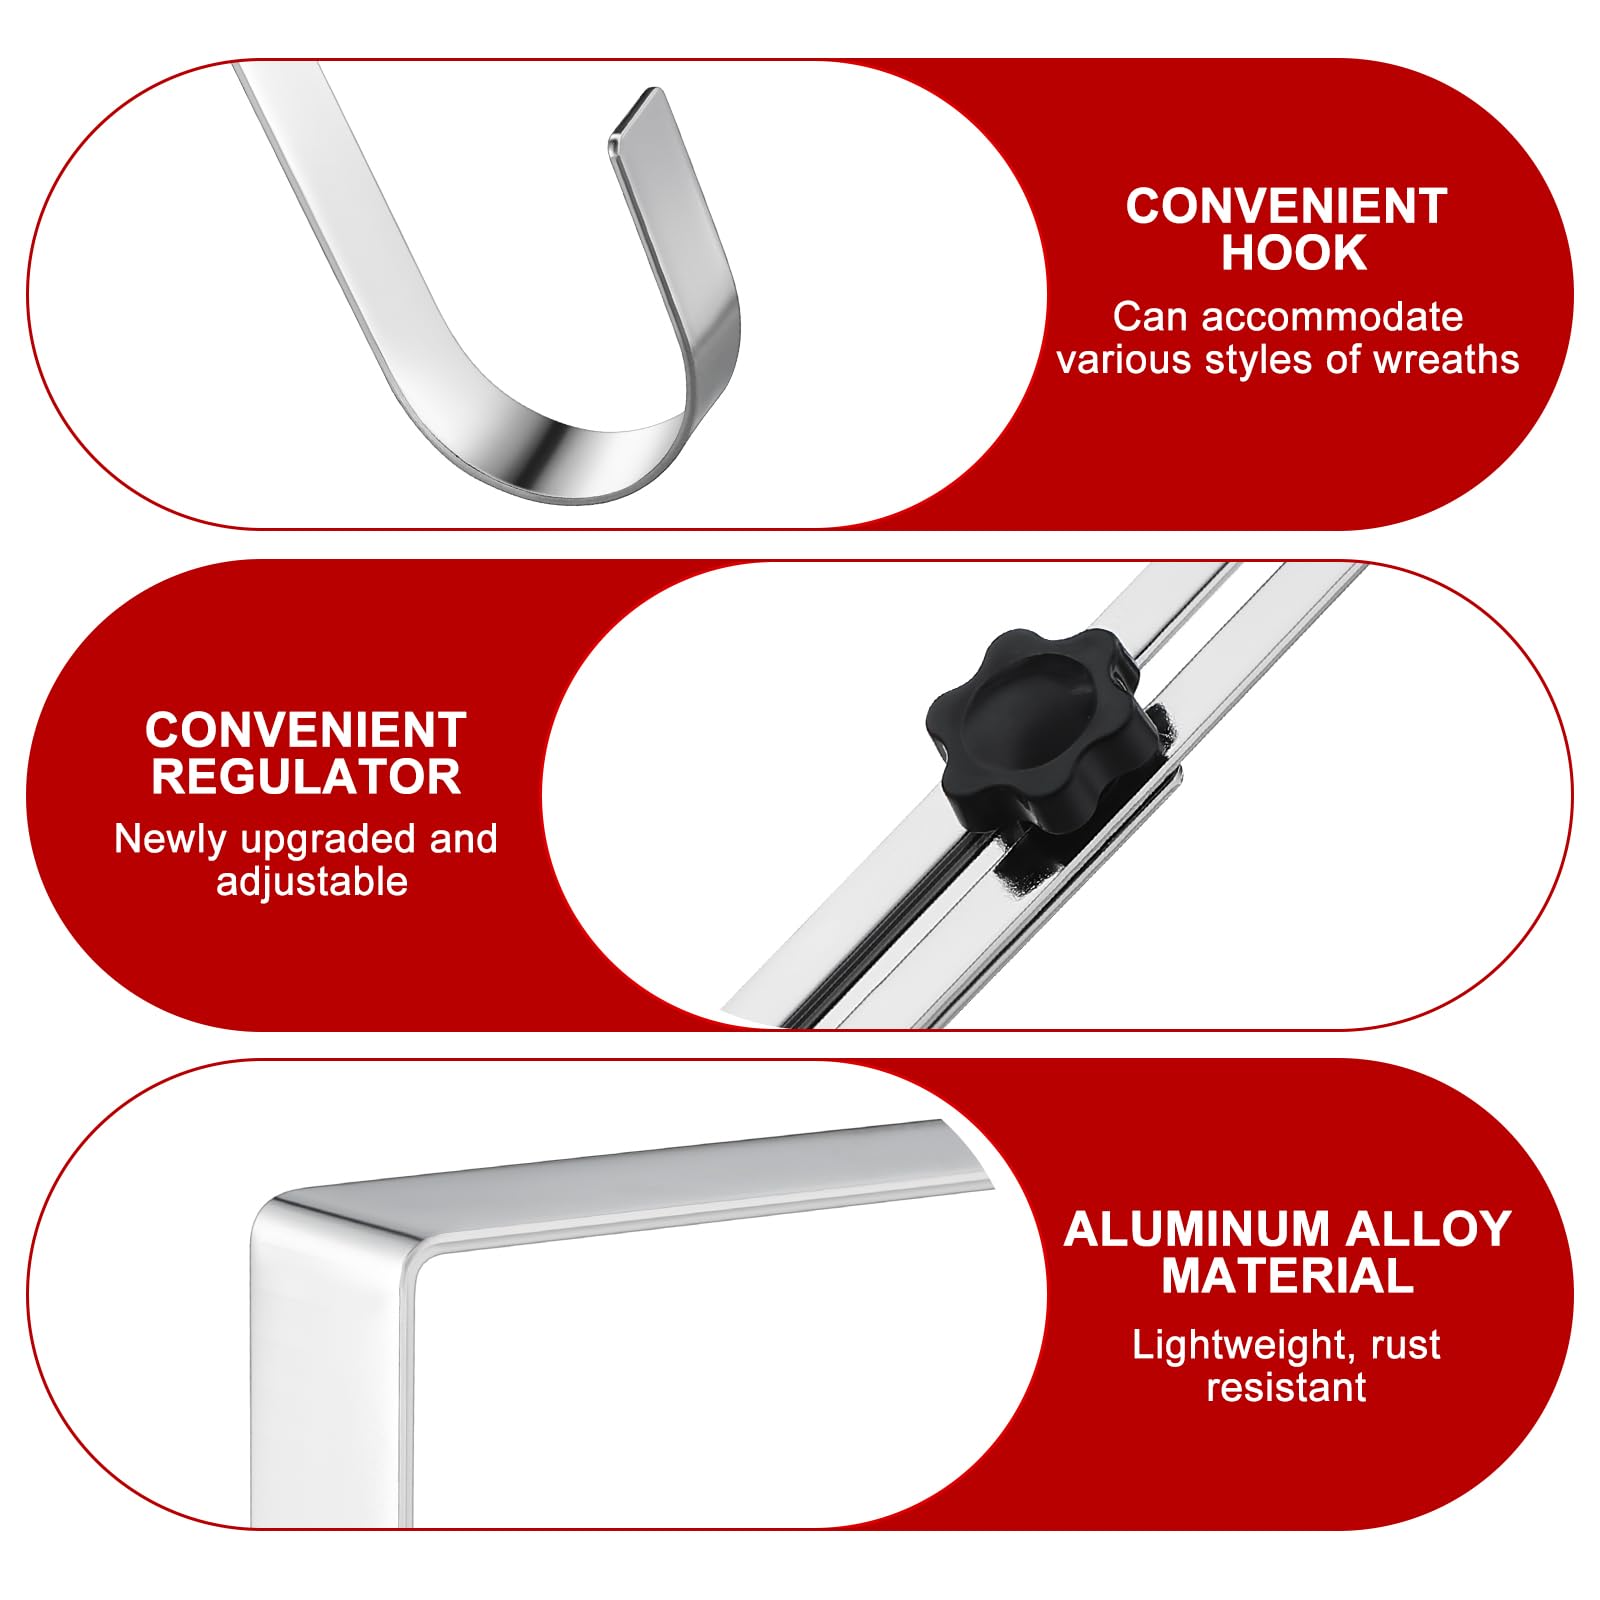 CONVENIENT
HOOK
Can accommodate
various styles of wreaths
CONVENIENT
REGULATOR
Newly upgraded and
adjustable
ALUMINUM ALLOY
MATERIAL
Lightweight, rust
resistant